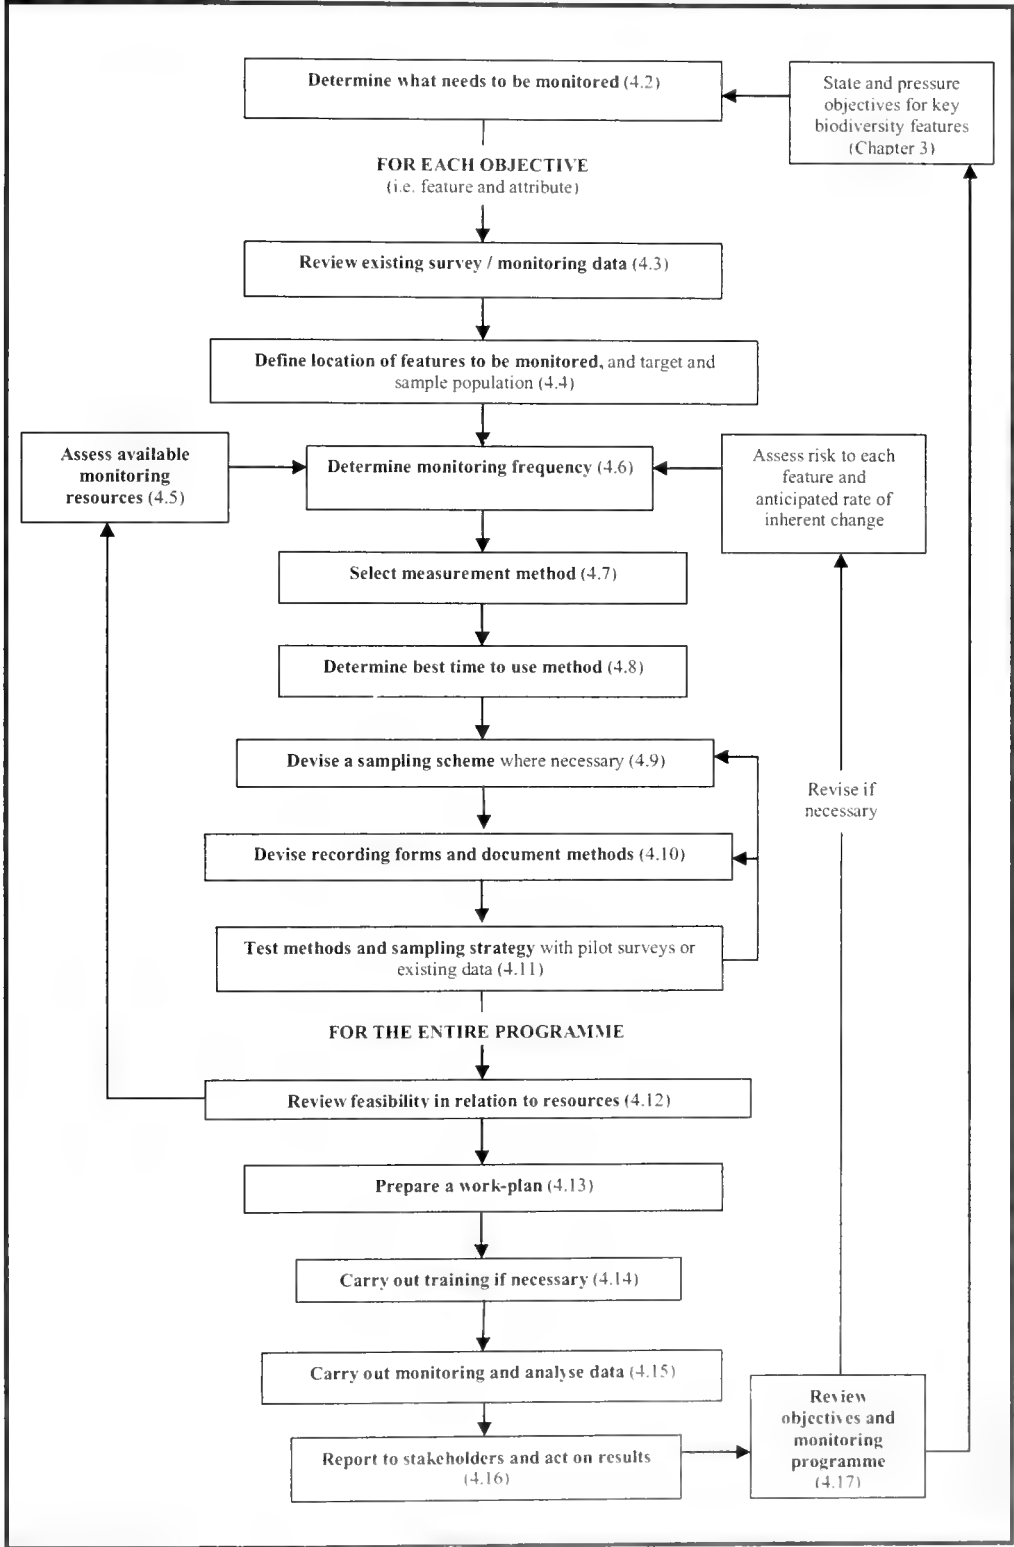 Determine what needs to be monitored (4.2)
State and pressure
objectives for key
biodiversity features
(Chapter 3)
FOR EACH OBJECTIVE
(i.e. feature and attribute)
Review existing survey / monitoring data (4.3)
Define location of features to be monitored, and target and
sample population (4.4)
Assess available
monitoring
resources (4.5)
Determine monitoring frequency (4.6)
Assess risk to each
feature and
anticipated rate of
inherent change
Select measurement method (4.7)
Determine best time to use method (4.8)
Devise a sampling scheme where necessary (4.9)
Revise if
necessary
Devise recording forms and document methods (4.10)
Test methods and sampling strategy with pilot surveys or
existing data (4.11)
FOR THE ENTIRE PROGRAMME
Review feasibility in relation to resources (4.12)
Prepare a work-plan (4.13)
Carry out training if necessary (4.14)
Carry out monitoring and analyse data (4.15)
Report to stakeholders and act on results
(4.16)
Review
objectives and
monitoring
programme
(4.17)